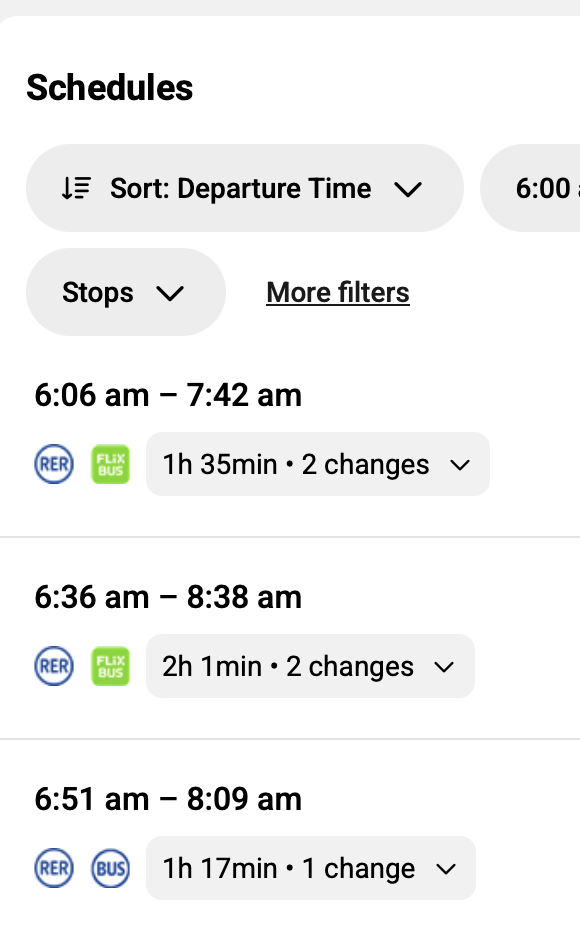 Schedules
Sort: Departure Time
6:00
Stops
More filters
6:06 am – 7:42 am
RER FLiX BUS 1h 35min • 2 changes
6:36 am – 8:38 am
RER FLiX BUS 2h 1min • 2 changes
6:51 am – 8:09 am
RER BUS 1h 17min • 1 change